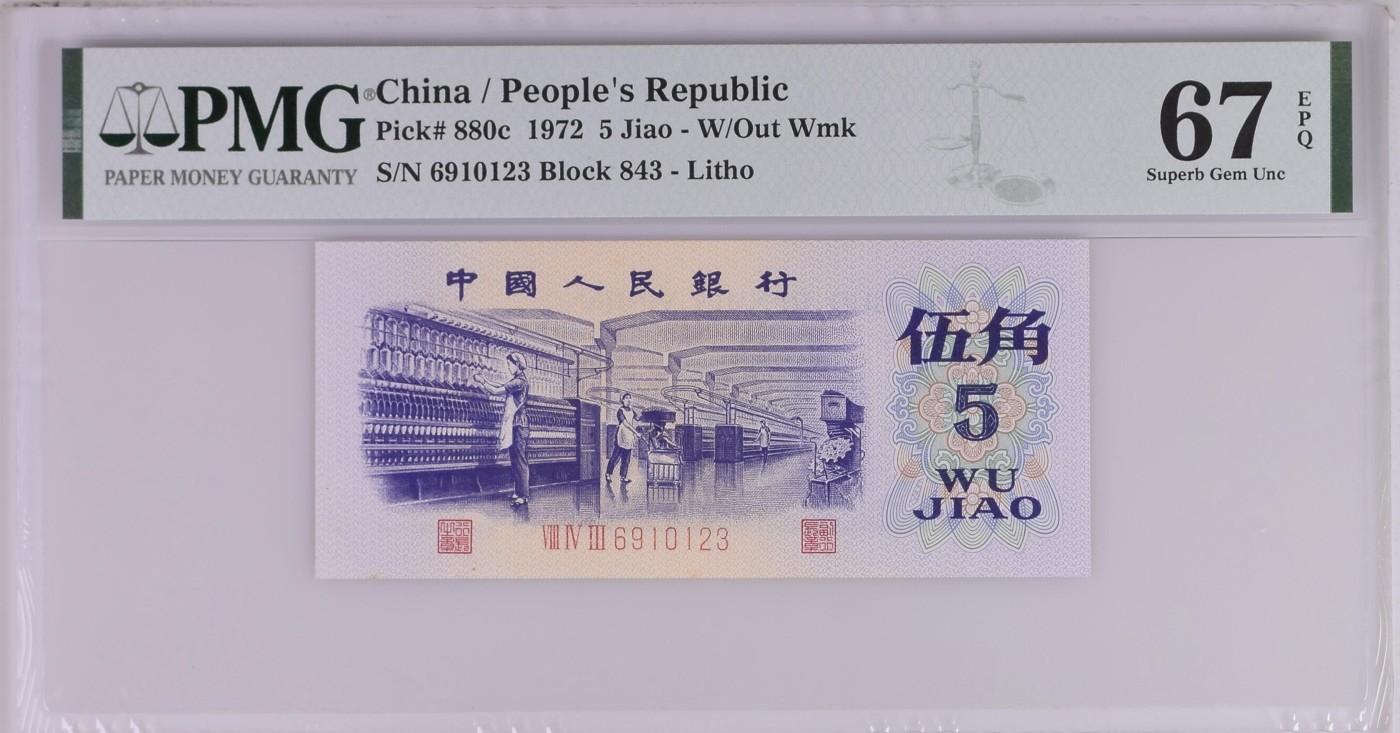 PMG®
PAPER MONEY GUARANTY
China / People's Republic
Pick# 880c 1972 5 Jiao - W/Out Wmk
S/N 6910123 Block 843 - Litho
67
EPQ
Superb Gem Unc
中國人民銀行
伍角
5
WU
JIAO
VIII IV III 6910123